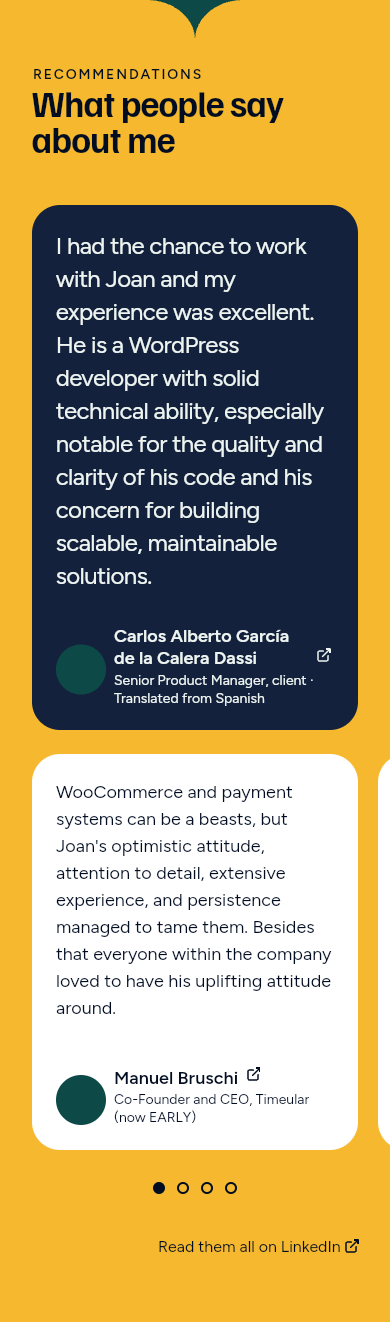 RECOMMENDATIONS
What people say
about me
I had the chance to work
with Joan and my
experience was excellent.
He is a WordPress
developer with solid
technical ability, especially
notable for the quality and
clarity of his code and his
concern for building
scalable, maintainable
solutions.
Carlos Alberto García
de la Calera Dassi
Senior Product Manager, client ·
Translated from Spanish
WooCommerce and payment
systems can be a beasts, but
Joan's optimistic attitude,
attention to detail, extensive
experience, and persistence
managed to tame them. Besides
that everyone within the company
loved to have his uplifting attitude
around.
Manuel Bruschi
Co-Founder and CEO, Timeular
(now EARLY)
Read them all on LinkedIn